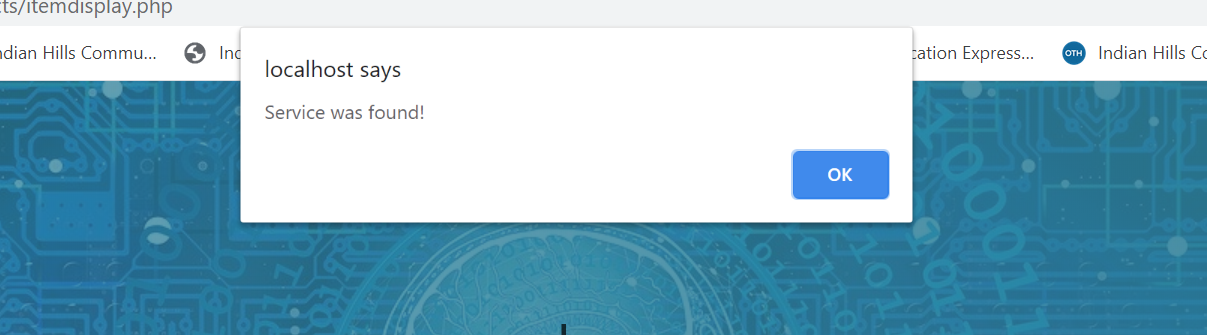 cts/itemdisplay.php
ndian Hills Commu...
Inc
cation Express...
OTH
Indian Hills Co
localhost says
Service was found!
OK